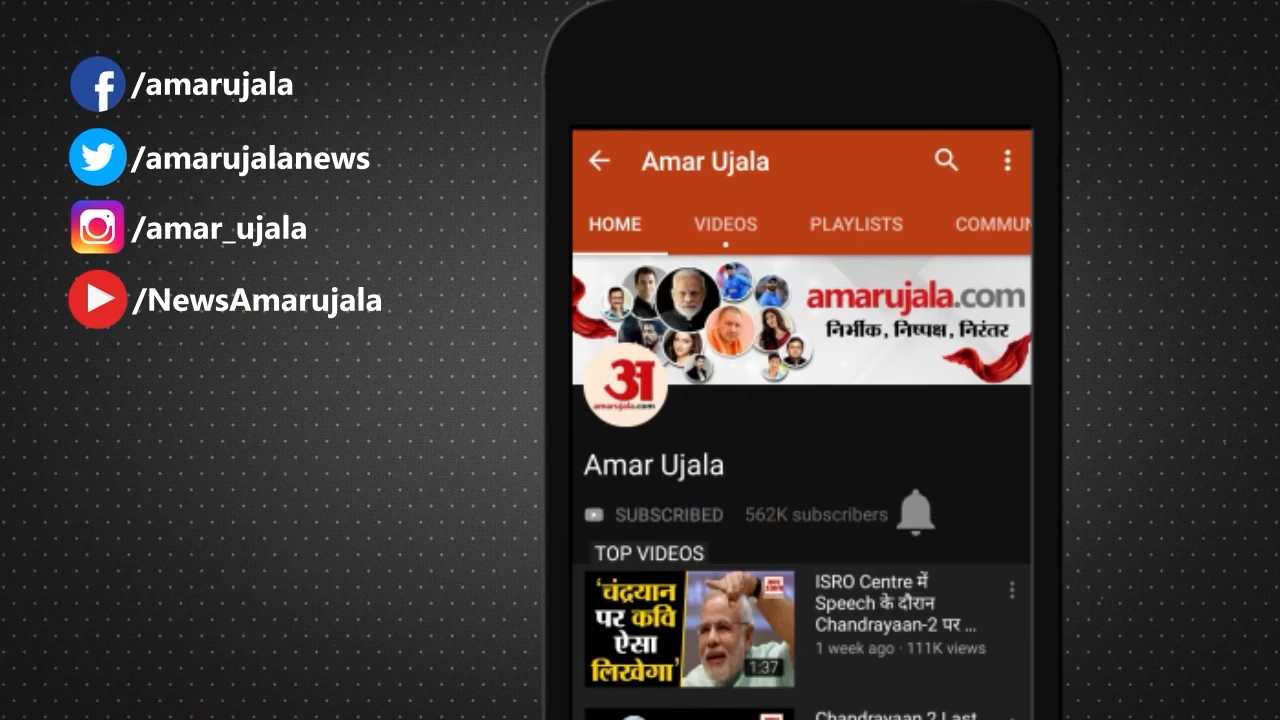 /amarujala
/amarujalanews
/amar_ujala
/NewsAmarujala
Amar Ujala
HOME VIDEOS PLAYLISTS COMMUN
amarujala.com
निर्भीक, निष्पक्ष, निरंतर
अ
amarujala.com
Amar Ujala
SUBSCRIBED 562K subscribers
TOP VIDEOS
‘चंद्रयान
पर कवि
ऐसा
लिखेगा’
1:37
ISRO Centre में
Speech के दौरान
Chandrayaan-2 पर ...
1 week ago · 111K views
Chandrayaan 2 Last